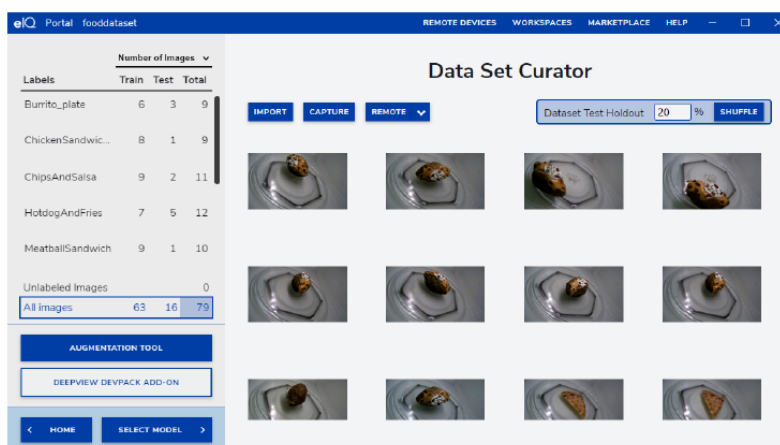 eIQ Portal fooddataset REMOTE DEVICES WORKSPACES MARKETPLACE HELP
Number of Images
Labels Train Test Total
Burrito_plate 6 3 9
ChickenSandwic... 8 1 9
ChipsAndSalsa 9 2 11
HotdogAndFries 7 5 12
MeatballSandwich 9 1 10
Unlabeled Images 0
All images 63 16 79
AUGMENTATION TOOL
DEEPVIEW DEVPACK ADD-ON
HOME SELECT MODEL
Data Set Curator
IMPORT CAPTURE REMOTE Dataset Test Holdout 20 % SHUFFLE